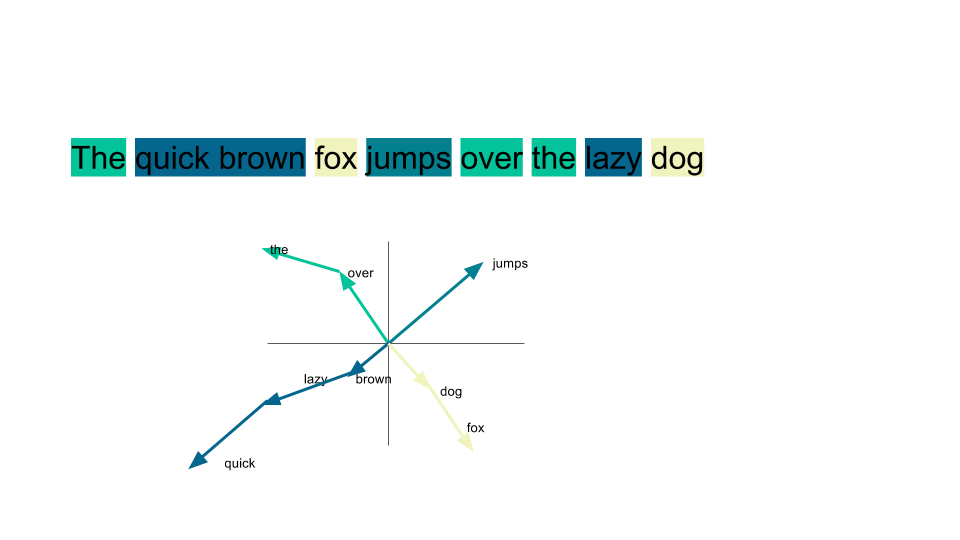 The quick brown fox jumps over the lazy dog
the
jumps
over
lazy
brown
dog
fox
quick